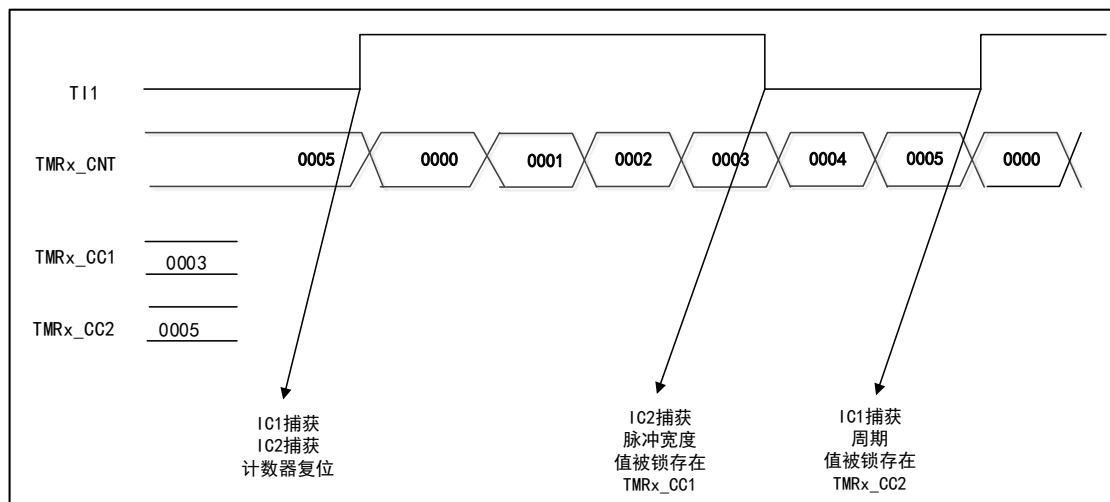 TI1
TMRx_CNT
0005 0000 0001 0002 0003 0004 0005 0000
TMRx_CC1
0003
TMRx_CC2
0005
IC1捕获
IC2捕获
计数器复位
IC2捕获
脉冲宽度
值被锁存在
TMRx_CC1
IC1捕获
周期
值被锁存在
TMRx_CC2